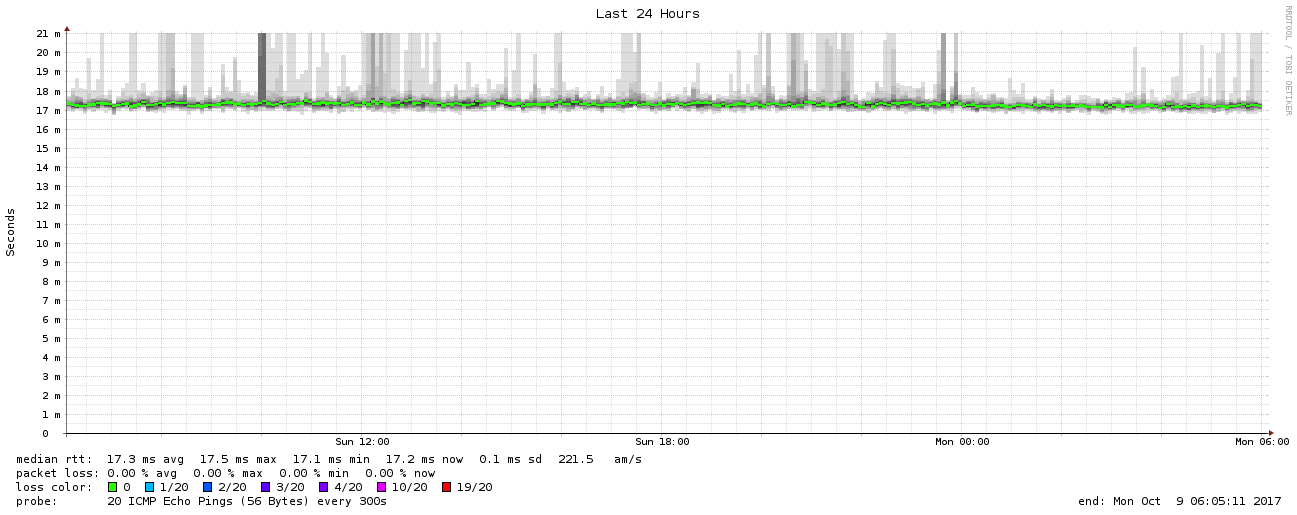 Last 24 Hours
RRDTOOL / TOBI OETIKER
Seconds
21 m
20 m
19 m
18 m
17 m
16 m
15 m
14 m
13 m
12 m
11 m
10 m
9 m
8 m
7 m
6 m
5 m
4 m
3 m
2 m
1 m
0
Sun 12:00 Sun 18:00 Mon 00:00 Mon 06:00
median rtt: 17.3 ms avg 17.5 ms max 17.1 ms min 17.2 ms now 0.1 ms sd 221.5 am/s
packet loss: 0.00 % avg 0.00 % max 0.00 % min 0.00 % now
loss color: 0 1/20 2/20 3/20 4/20 10/20 19/20
probe: 20 ICMP Echo Pings (56 Bytes) every 300s end: Mon Oct 9 06:05:11 2017